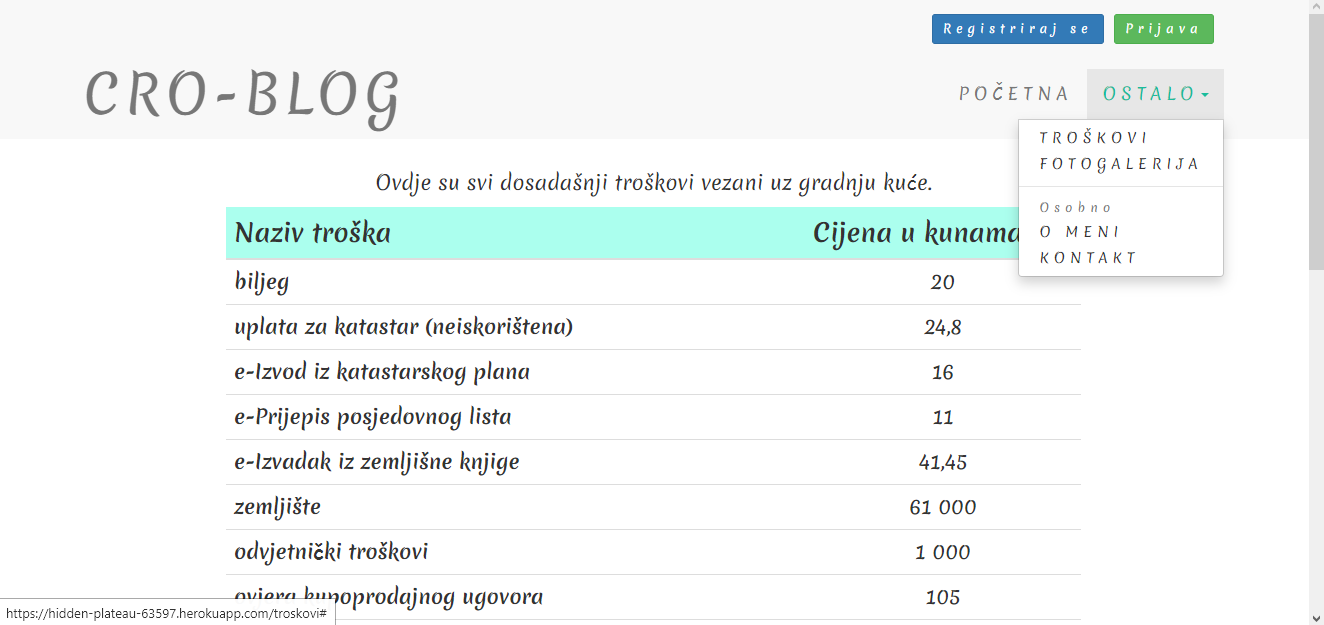 Registriraj se Prijava
CRO-BLOG
POČETNA OSTALO
TROŠKOVI
FOTOGALERIJA
Osobno
O MENI
KONTAKT
Ovdje su svi dosadašnji troškovi vezani uz gradnju kuće.
Naziv troška Cijena u kunama
biljeg 20
uplata za katastar (neiskorištena) 24,8
e-Izvod iz katastarskog plana 16
e-Prijepis posjedovnog lista 11
e-Izvadak iz zemljišne knjige 41,45
zemljište 61 000
odvjetnički troškovi 1 000
ovjera kupoprodajnog ugovora 105
https://hidden-plateau-63597.herokuapp.com/troskovi#